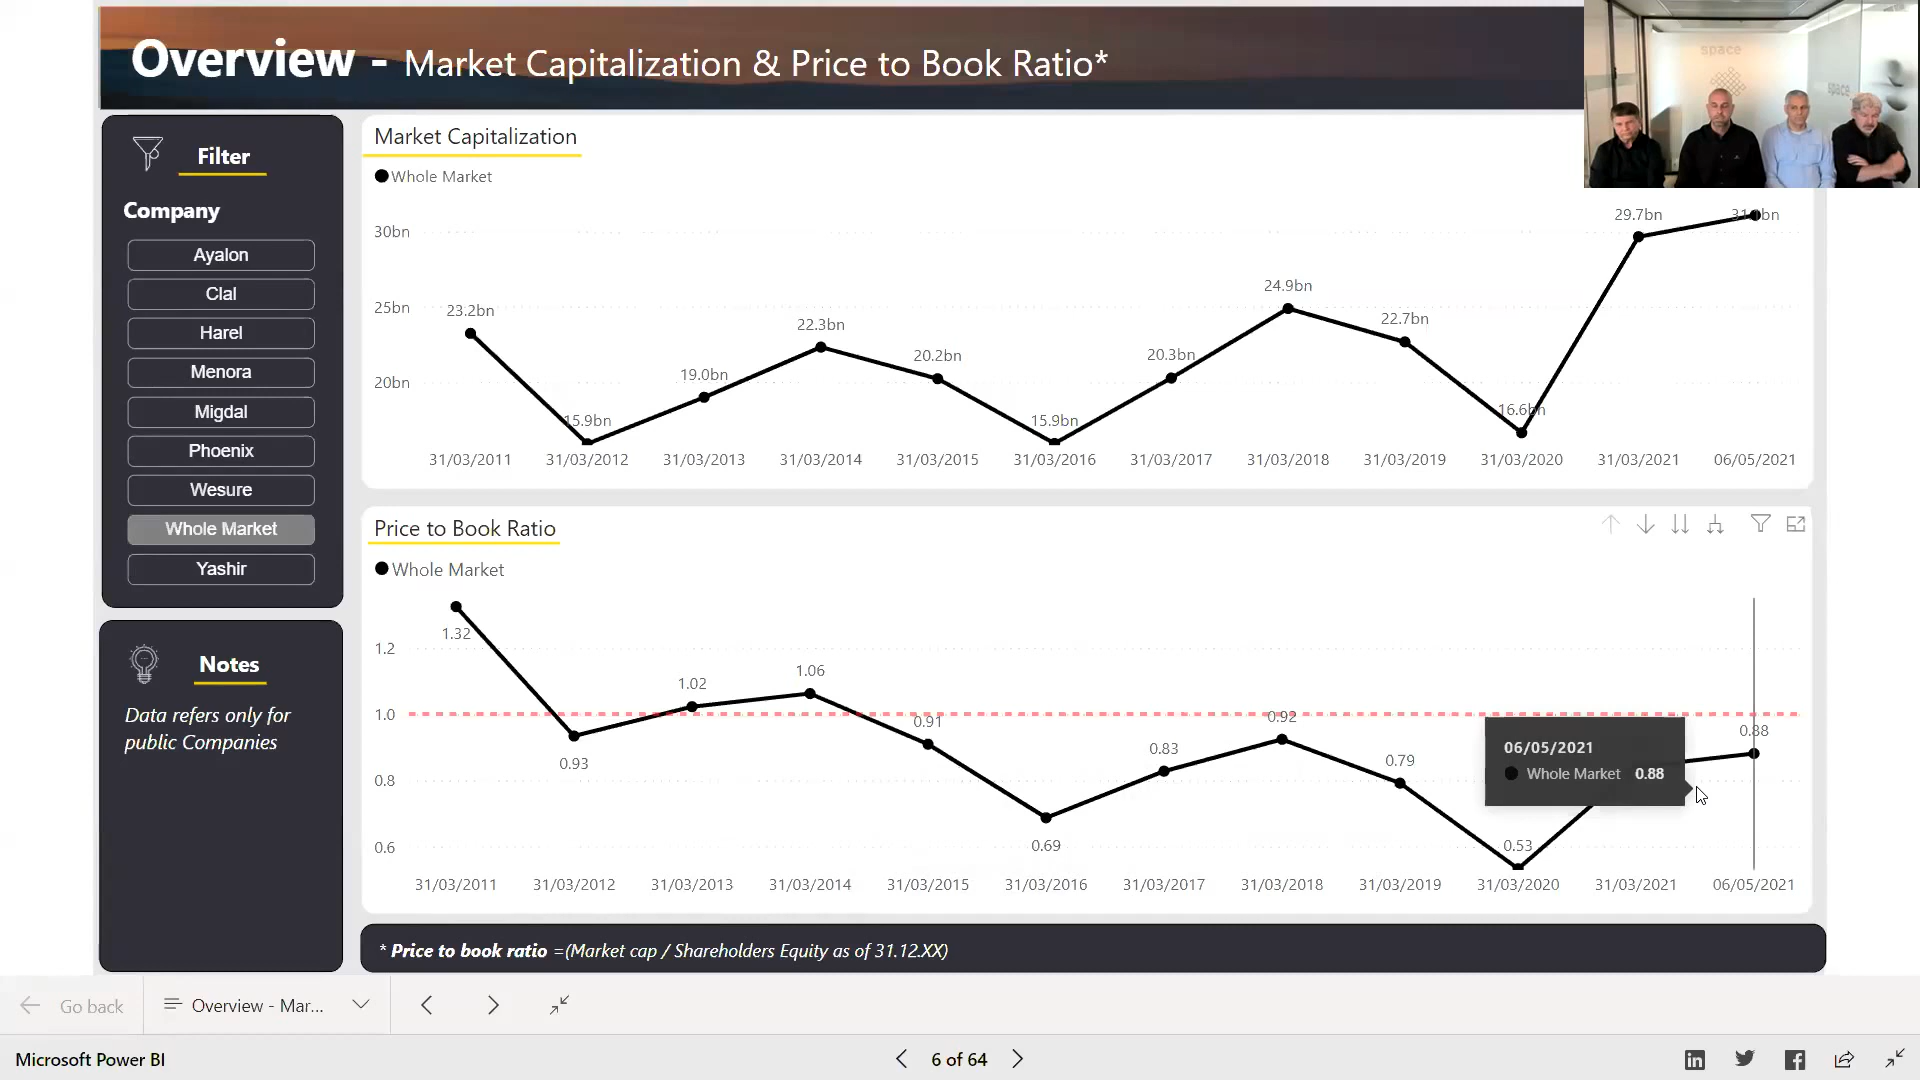 Overview - Market Capitalization & Price to Book Ratio*
space
space
Filter
Company
Ayalon
Clal
Harel
Menora
Migdal
Phoenix
Wesure
Whole Market
Yashir
Notes
Data refers only for
public Companies
Market Capitalization
Whole Market
30bn
25bn
20bn
23.2bn
15.9bn
19.0bn
22.3bn
20.2bn
15.9bn
20.3bn
24.9bn
22.7bn
16.6bn
29.7bn
31/03/2011 31/03/2012 31/03/2013 31/03/2014 31/03/2015 31/03/2016 31/03/2017 31/03/2018 31/03/2019 31/03/2020 31/03/2021 06/05/2021
Price to Book Ratio
Whole Market
1.2
1.0
0.8
0.6
1.32
0.93
1.02
1.06
0.91
0.69
0.83
0.92
0.79
0.53
0.88
06/05/2021
Whole Market 0.88
31/03/2011 31/03/2012 31/03/2013 31/03/2014 31/03/2015 31/03/2016 31/03/2017 31/03/2018 31/03/2019 31/03/2020 31/03/2021 06/05/2021
* Price to book ratio =(Market cap / Shareholders Equity as of 31.12.XX)
Go back
Overview - Mar...
Microsoft Power BI
6 of 64